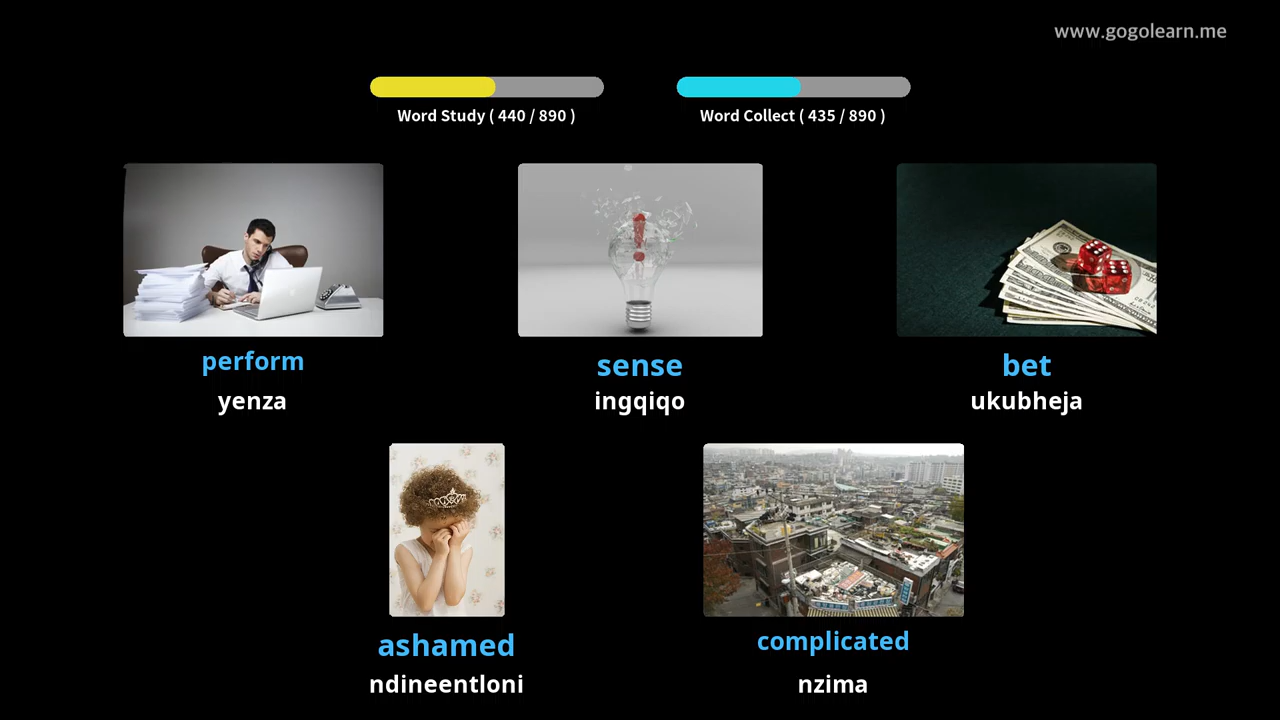 www.gogolearn.me
Word Study ( 440 / 890 )
Word Collect ( 435 / 890 )
perform
yenza
sense
ingqiqo
bet
ukubheja
ashamed
ndineentloni
complicated
nzima